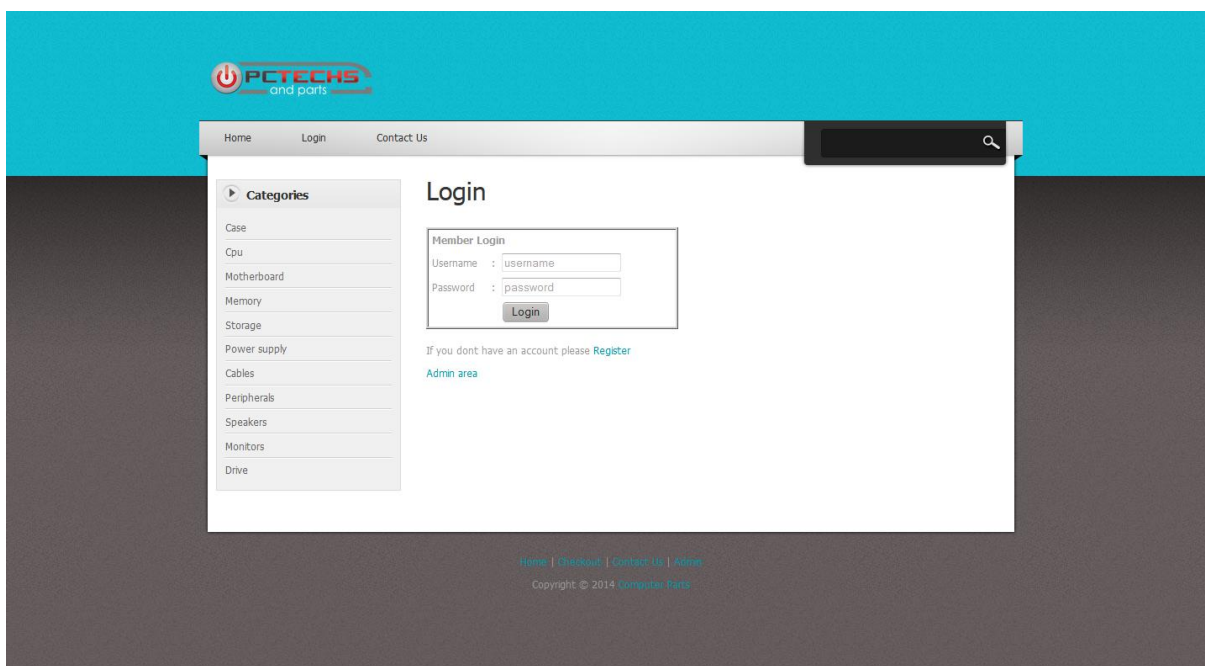 PCTECHS
and parts
Home Login Contact Us
Categories
Case
Cpu
Motherboard
Memory
Storage
Power supply
Cables
Peripherals
Speakers
Monitors
Drive
Login
Member Login
Username : username
Password : password
Login
If you dont have an account please Register
Admin area
Home | Checkout | Contact Us | Admin
Copyright © 2014 Computer Parts